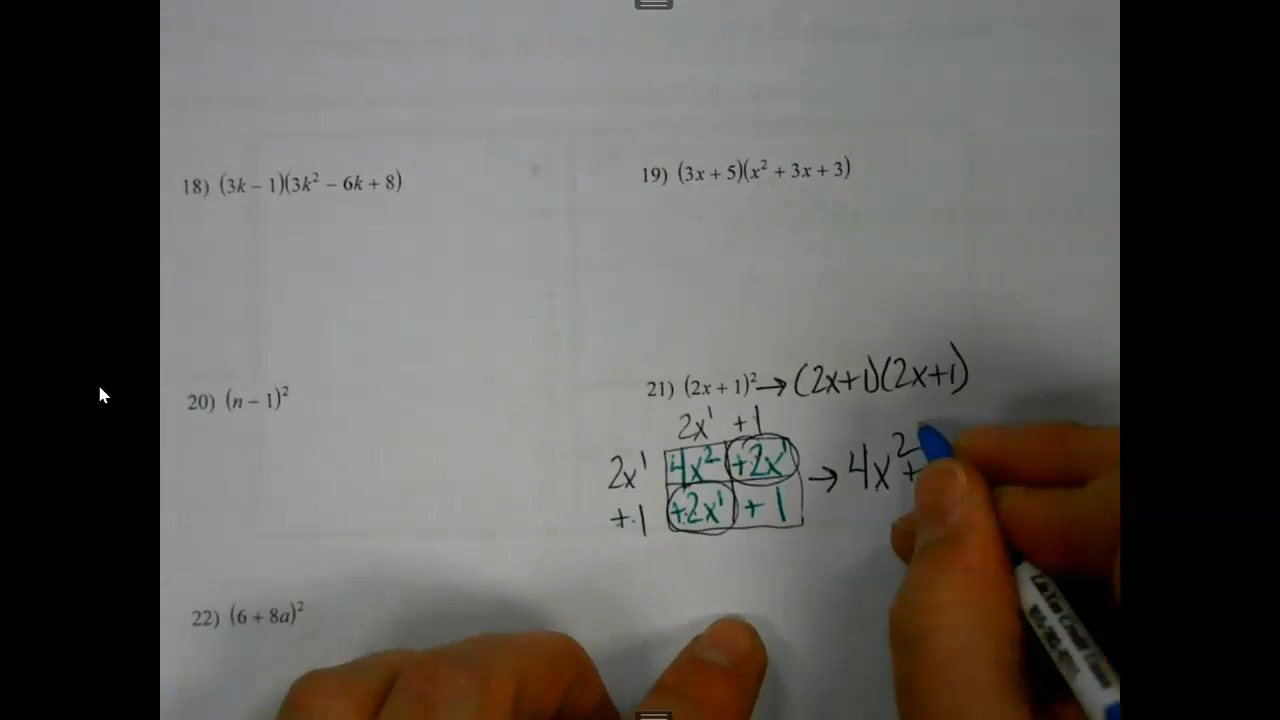 18) (3k − 1)(3k² − 6k + 8)
19) (3x + 5)(x² + 3x + 3)
20) (n − 1)²
21) (2x + 1)² → (2x+1)(2x+1)
2x¹ +1
2x¹ 4x² +2x¹ → 4x² +
+1 +2x¹ +1
22) (6 + 8a)²